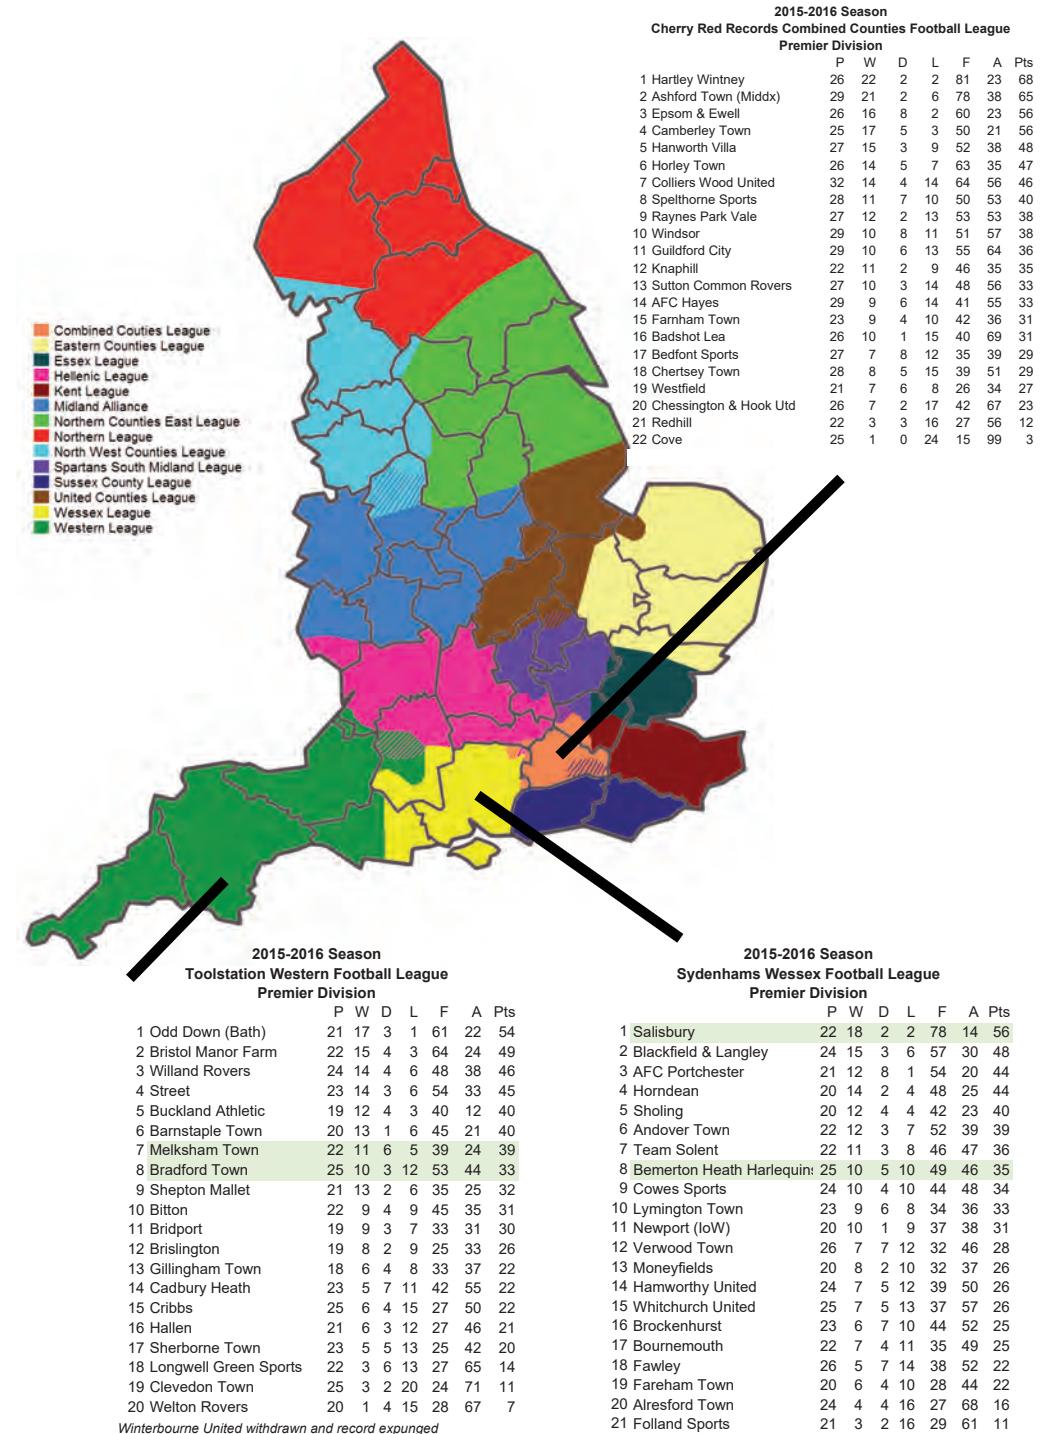 2015-2016 Season
Cherry Red Records Combined Counties Football League
Premier Division
P W D L F A Pts
1 Hartley Wintney 26 22 2 2 81 23 68
2 Ashford Town (Middx) 29 21 2 6 78 38 65
3 Epsom & Ewell 26 16 8 2 60 23 56
4 Camberley Town 25 17 5 3 50 21 56
5 Hanworth Villa 27 15 3 9 52 38 48
6 Horley Town 26 14 5 7 63 35 47
7 Colliers Wood United 32 14 4 14 64 56 46
8 Spelthorne Sports 28 11 7 10 50 53 40
9 Raynes Park Vale 27 12 2 13 53 53 38
10 Windsor 29 10 8 11 51 57 38
11 Guildford City 29 10 6 13 55 64 36
12 Knaphill 22 11 2 9 46 35 35
13 Sutton Common Rovers 27 10 3 14 48 56 33
14 AFC Hayes 29 9 6 14 41 55 33
15 Farnham Town 23 9 4 10 42 36 31
16 Badshot Lea 26 10 1 15 40 69 31
17 Bedfont Sports 27 7 8 12 35 39 29
18 Chertsey Town 28 8 5 15 39 51 29
19 Westfield 21 7 6 8 26 34 27
20 Chessington & Hook Utd 26 7 2 17 42 67 23
21 Redhill 22 3 3 16 27 56 12
22 Cove 25 1 0 24 15 99 3
Combined Couties League
Eastern Counties League
Essex League
Hellenic League
Kent League
Midland Alliance
Northern Counties East League
Northern League
North West Counties League
Spartans South Midland League
Sussex County League
United Counties League
Wessex League
Western League
2015-2016 Season
Toolstation Western Football League
Premier Division
P W D L F A Pts
1 Odd Down (Bath) 21 17 3 1 61 22 54
2 Bristol Manor Farm 22 15 4 3 64 24 49
3 Willand Rovers 24 14 4 6 48 38 46
4 Street 23 14 3 6 54 33 45
5 Buckland Athletic 19 12 4 3 40 12 40
6 Barnstaple Town 20 13 1 6 45 21 40
7 Melksham Town 22 11 6 5 39 24 39
8 Bradford Town 25 10 3 12 53 44 33
9 Shepton Mallet 21 13 2 6 35 25 32
10 Bitton 22 9 4 9 45 35 31
11 Bridport 19 9 3 7 33 31 30
12 Brislington 19 8 2 9 25 33 26
13 Gillingham Town 18 6 4 8 33 37 22
14 Cadbury Heath 23 5 7 11 42 55 22
15 Cribbs 25 6 4 15 27 50 22
16 Hallen 21 6 3 12 27 46 21
17 Sherborne Town 23 5 5 13 25 42 20
18 Longwell Green Sports 22 3 6 13 27 65 14
19 Clevedon Town 25 3 2 20 24 71 11
20 Welton Rovers 20 1 4 15 28 67 7
Winterbourne United withdrawn and record expunged
2015-2016 Season
Sydenhams Wessex Football League
Premier Division
P W D L F A Pts
1 Salisbury 22 18 2 2 78 14 56
2 Blackfield & Langley 24 15 3 6 57 30 48
3 AFC Portchester 21 12 8 1 54 20 44
4 Horndean 20 14 2 4 48 25 44
5 Sholing 20 12 4 4 42 23 40
6 Andover Town 22 12 3 7 52 39 39
7 Team Solent 22 11 3 8 46 47 36
8 Bemerton Heath Harlequins 25 10 5 10 49 46 35
9 Cowes Sports 24 10 4 10 44 48 34
10 Lymington Town 23 9 6 8 34 36 33
11 Newport (IoW) 20 10 1 9 37 38 31
12 Verwood Town 26 7 7 12 32 46 28
13 Moneyfields 20 8 2 10 32 37 26
14 Hamworthy United 24 7 5 12 39 50 26
15 Whitchurch United 25 7 5 13 37 57 26
16 Brockenhurst 23 6 7 10 44 52 25
17 Bournemouth 22 7 4 11 35 49 25
18 Fawley 26 5 7 14 38 52 22
19 Fareham Town 20 6 4 10 28 44 22
20 Alresford Town 24 4 4 16 27 68 16
21 Folland Sports 21 3 2 16 29 61 11